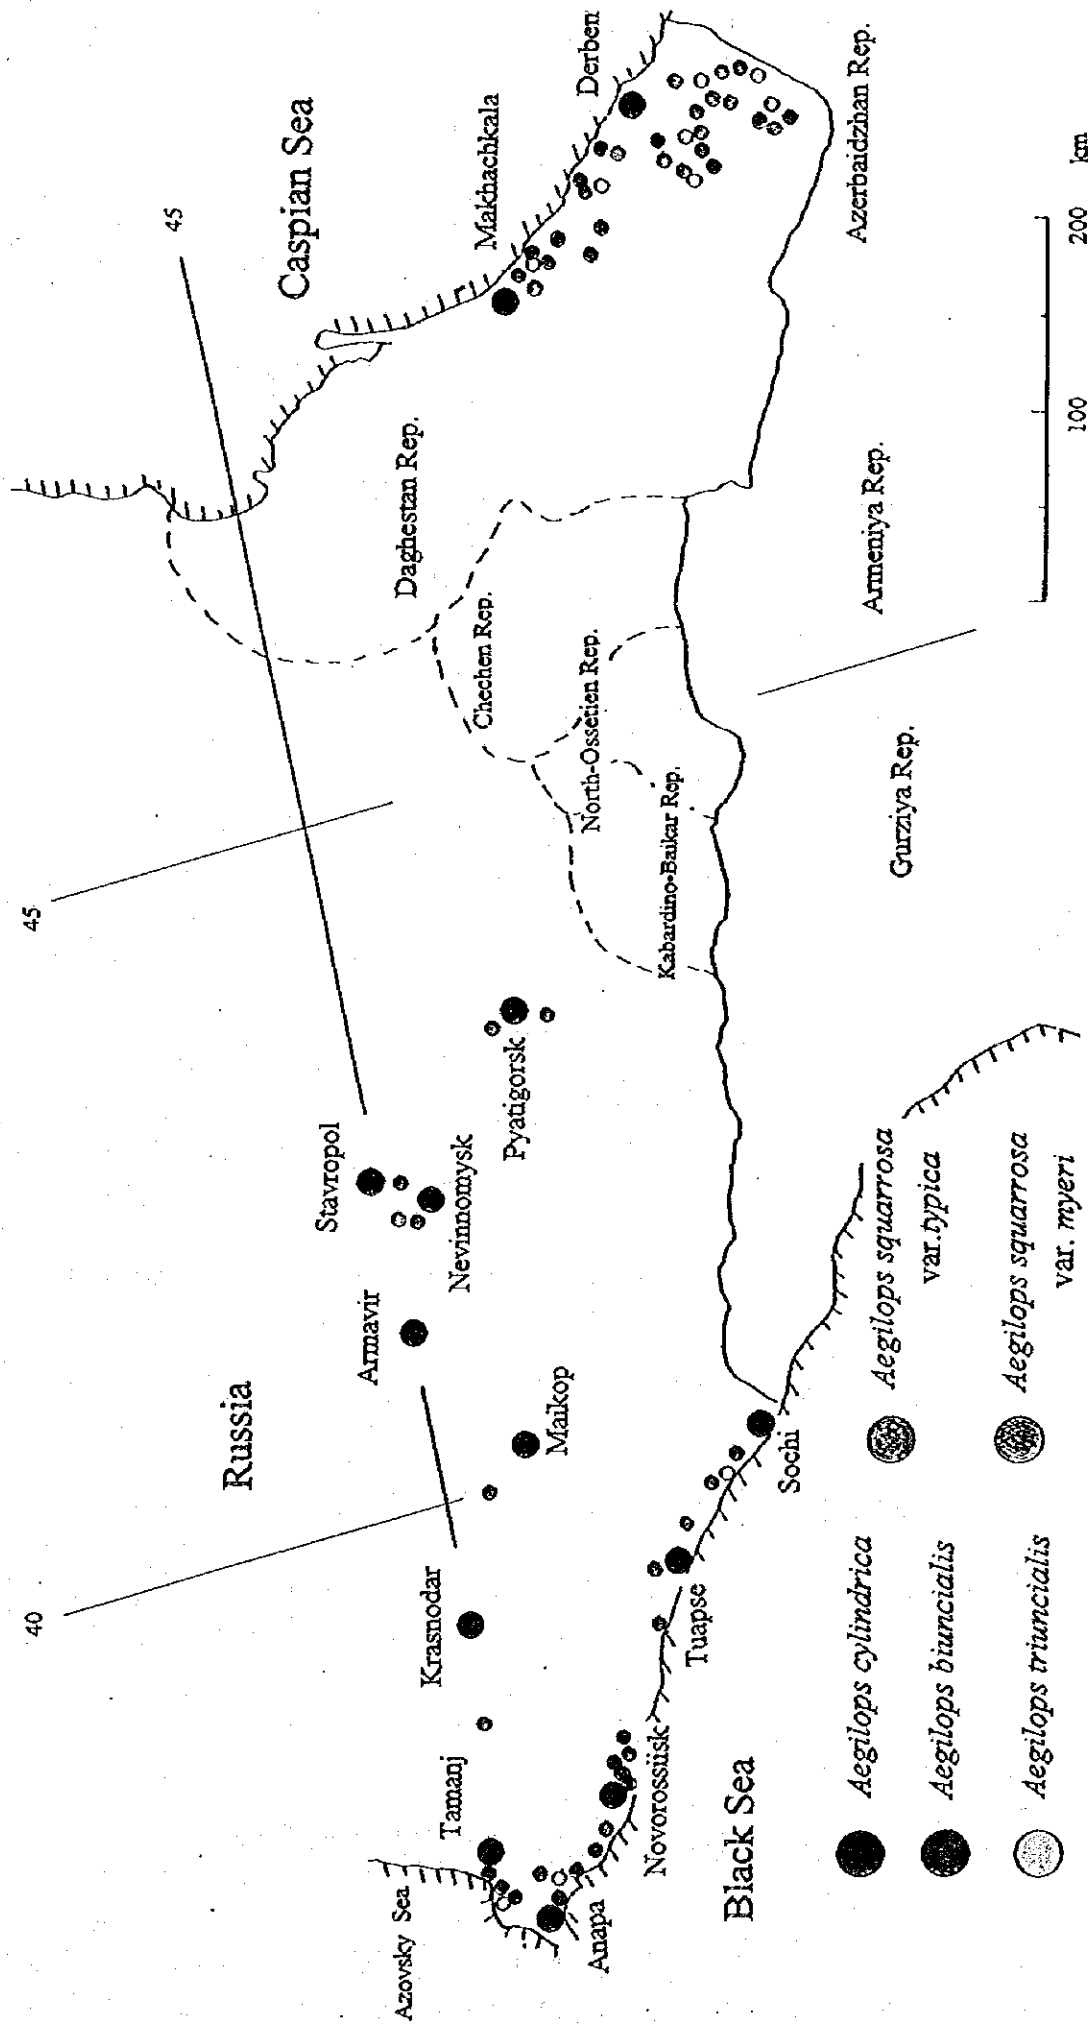 40
45
45
Russia
Caspian Sea
Azovsky Sea
Tamanj
Krasnodar
Armavir
Stavropol
Nevinnomysk
Pyatigorsk
Maikop
Anapa
Novorossiisk
Tuapse
Sochi
Black Sea
Daghestan Rep.
Chechen Rep.
North-Ossetien Rep.
Kabardino-Baikar Rep.
Makhachkala
Derben
Gurziya Rep.
Armeniya Rep.
Azerbaidzhan Rep.
100
200
km
Aegilops cylindrica
Aegilops biuncialis
Aegilops triuncialis
Aegilops squarrosa
var.typica
Aegilops squarrosa
var. myeri